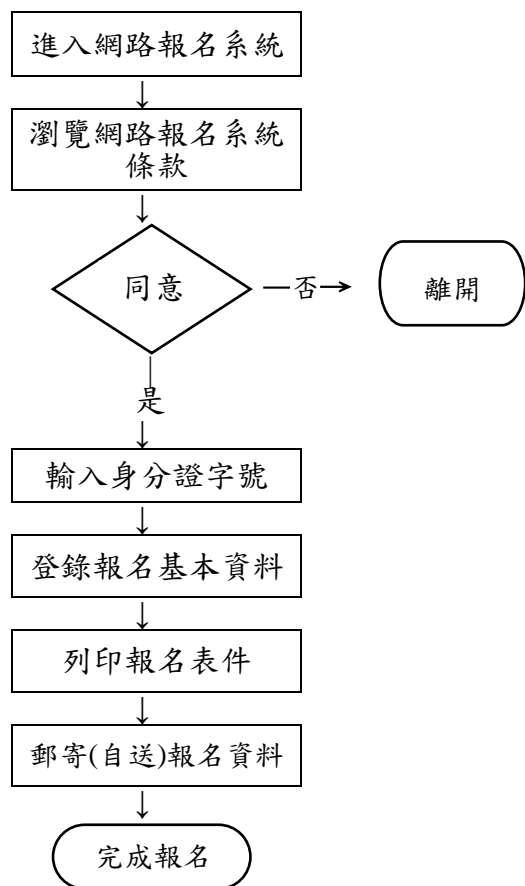 進入網路報名系統
↓
瀏覽網路報名系統
條款
↓
同意
否
離開
是
↓
輸入身分證字號
↓
登錄報名基本資料
↓
列印報名表件
↓
郵寄(自送)報名資料
↓
完成報名